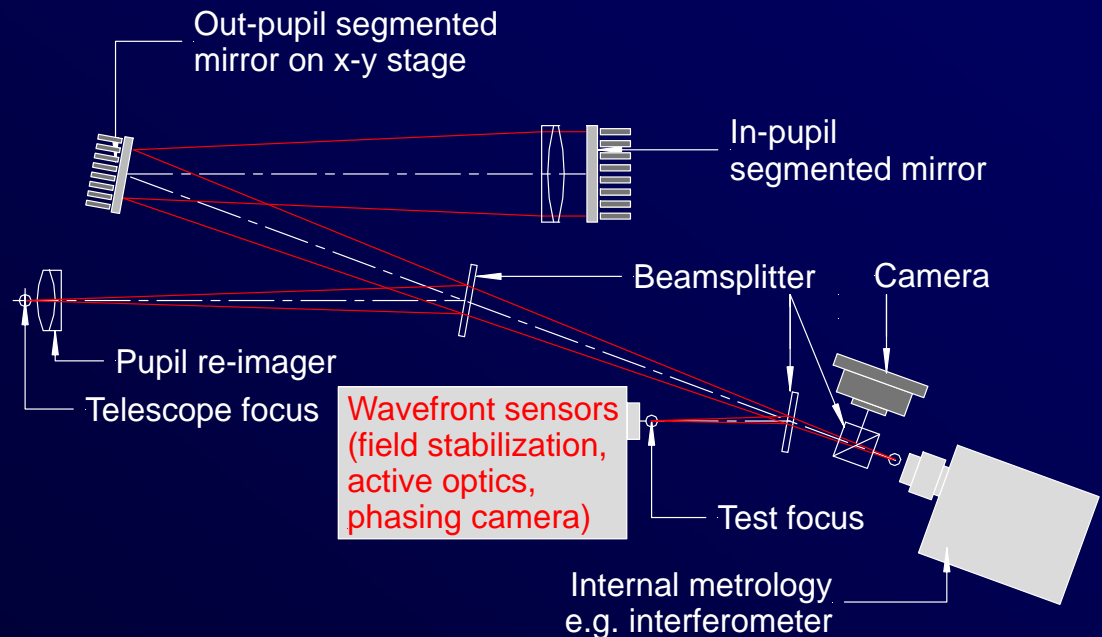 Out-pupil segmented
mirror on x-y stage
In-pupil
segmented mirror
Beamsplitter
Camera
Pupil re-imager
Telescope focus
Wavefront sensors
(field stabilization,
active optics,
phasing camera)
Test focus
Internal metrology
e.g. interferometer